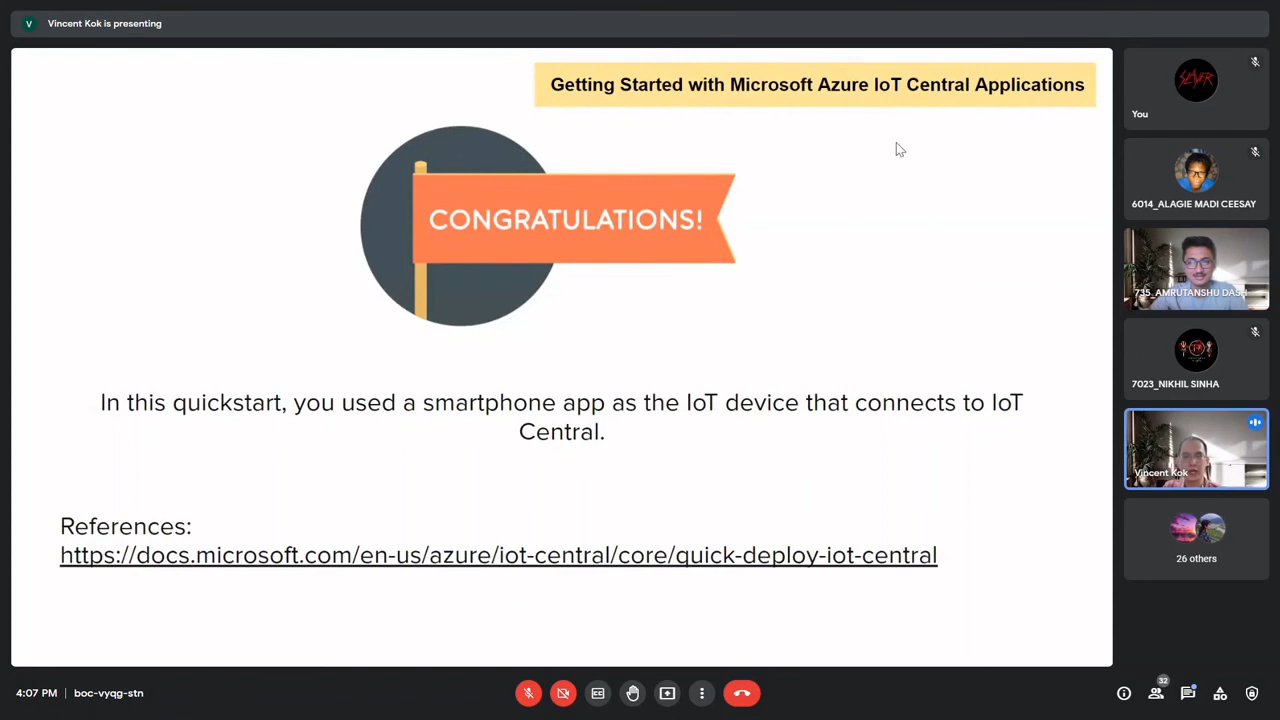 V
Vincent Kok is presenting
Getting Started with Microsoft Azure IoT Central Applications
CONGRATULATIONS!
In this quickstart, you used a smartphone app as the IoT device that connects to IoT
Central.
References:
https://docs.microsoft.com/en-us/azure/iot-central/core/quick-deploy-iot-central
SLAYER
You
6014_ALAGIE MADI CEESAY
735_AMRUTANSHU DASH
7023_NIKHIL SINHA
Vincent Kok
26 others
4:07 PM | boc-vyqg-stn
CC
32